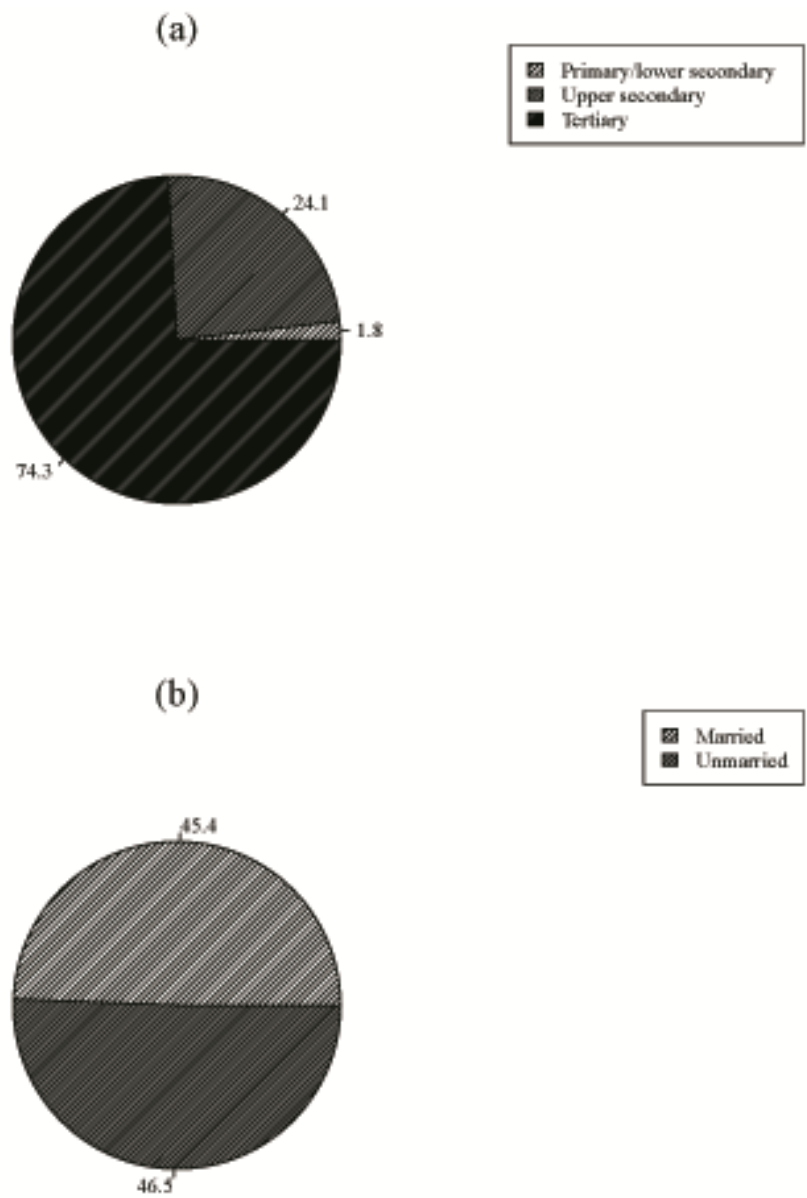 (a)
Primary/lower secondary
Upper secondary
Tertiary
24.1
1.8
74.3
(b)
Married
Unmarried
45.4
46.5